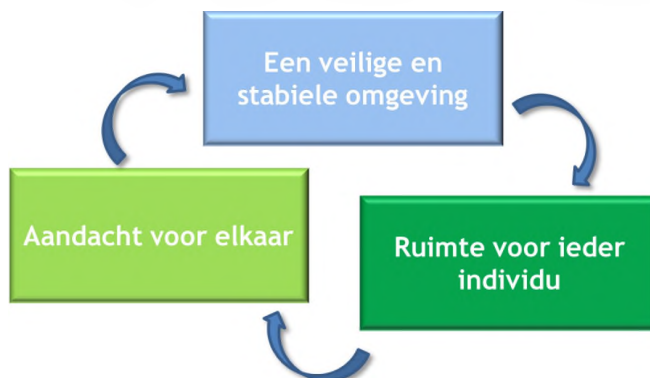 Een veilige en
stabiele omgeving
Aandacht voor elkaar
Ruimte voor ieder
individu